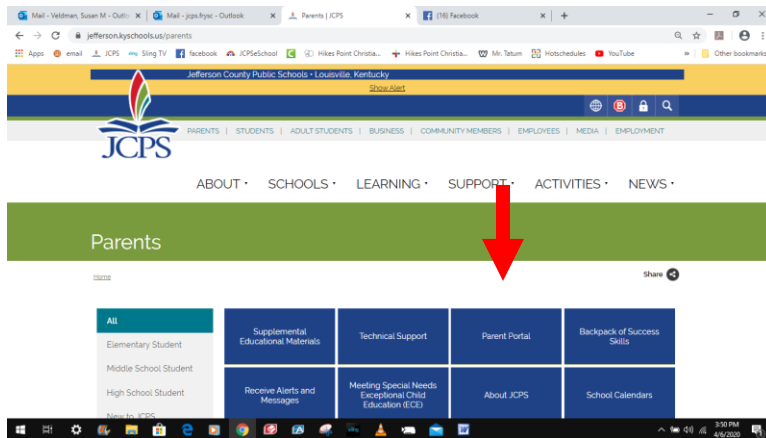 Mail - Veldman, Susan M - Outlo
Mail - jcps.frysc - Outlook
Parents | JCPS
(16) Facebook
jefferson.kyschools.us/parents
Apps email JCPS Sling TV facebook JCPSeSchool Hikes Point Christia... Hikes Point Christia... Mr. Tatum Hotschedules YouTube » Other bookmarks
Jefferson County Public Schools • Louisville, Kentucky
Show Alert
PARENTS | STUDENTS | ADULT STUDENTS | BUSINESS | COMMUNITY MEMBERS | EMPLOYEES | MEDIA | EMPLOYMENT
JCPS
ABOUT · SCHOOLS · LEARNING · SUPPORT · ACTIVITIES · NEWS ·
Parents
Home
Share
All
Elementary Student
Middle School Student
High School Student
New to JCPS
Supplemental
Educational Materials
Technical Support
Parent Portal
Backpack of Success
Skills
Receive Alerts and
Messages
Meeting Special Needs
Exceptional Child
Education (ECE)
About JCPS
School Calendars
3:50 PM
4/6/2020